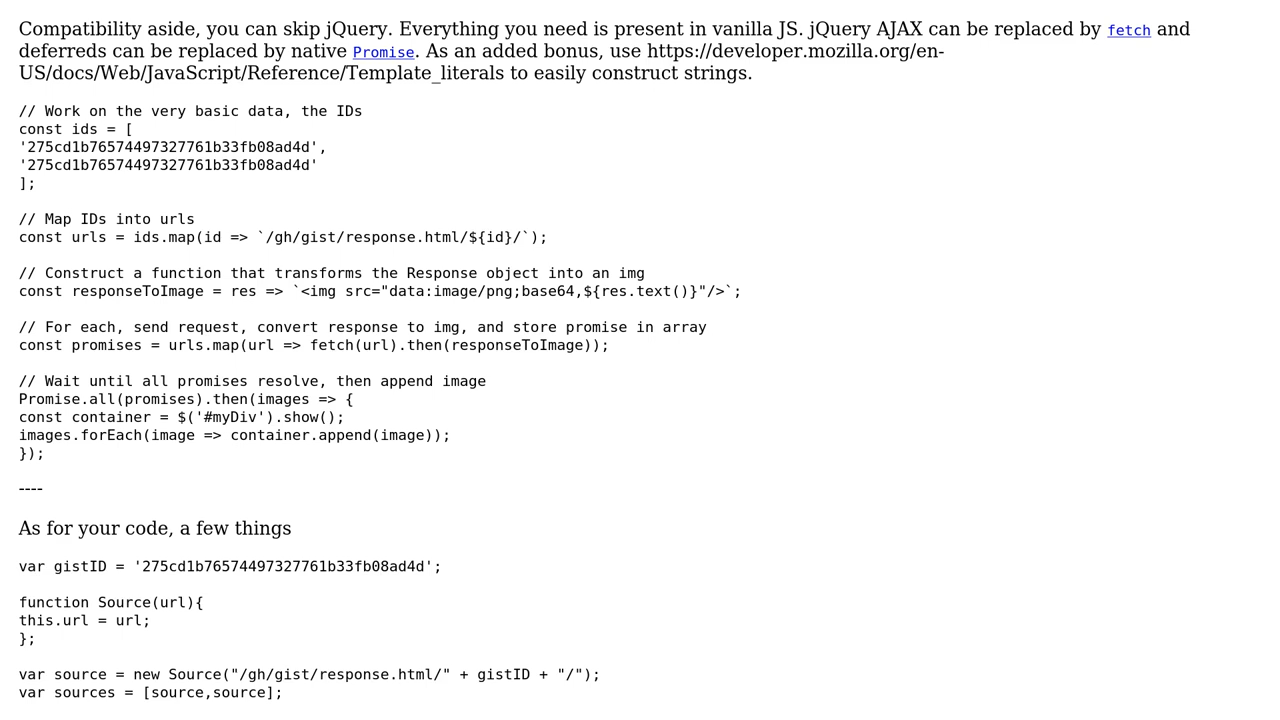 Compatibility aside, you can skip jQuery. Everything you need is present in vanilla JS. jQuery AJAX can be replaced by fetch and
deferreds can be replaced by native Promise. As an added bonus, use https://developer.mozilla.org/en-
US/docs/Web/JavaScript/Reference/Template_literals to easily construct strings.
// Work on the very basic data, the IDs
const ids = [
'275cd1b76574497327761b33fb08ad4d',
'275cd1b76574497327761b33fb08ad4d'
];
// Map IDs into urls
const urls = ids.map(id => `/gh/gist/response.html/${id}/`);
// Construct a function that transforms the Response object into an img
const responseToImage = res => `<img src="data:image/png;base64,${res.text()}"/>`;
// For each, send request, convert response to img, and store promise in array
const promises = urls.map(url => fetch(url).then(responseToImage));
// Wait until all promises resolve, then append image
Promise.all(promises).then(images => {
const container = $('#myDiv').show();
images.forEach(image => container.append(image));
});
----
As for your code, a few things
var gistID = '275cd1b76574497327761b33fb08ad4d';
function Source(url){
this.url = url;
};
var source = new Source("/gh/gist/response.html/" + gistID + "/");
var sources = [source,source];